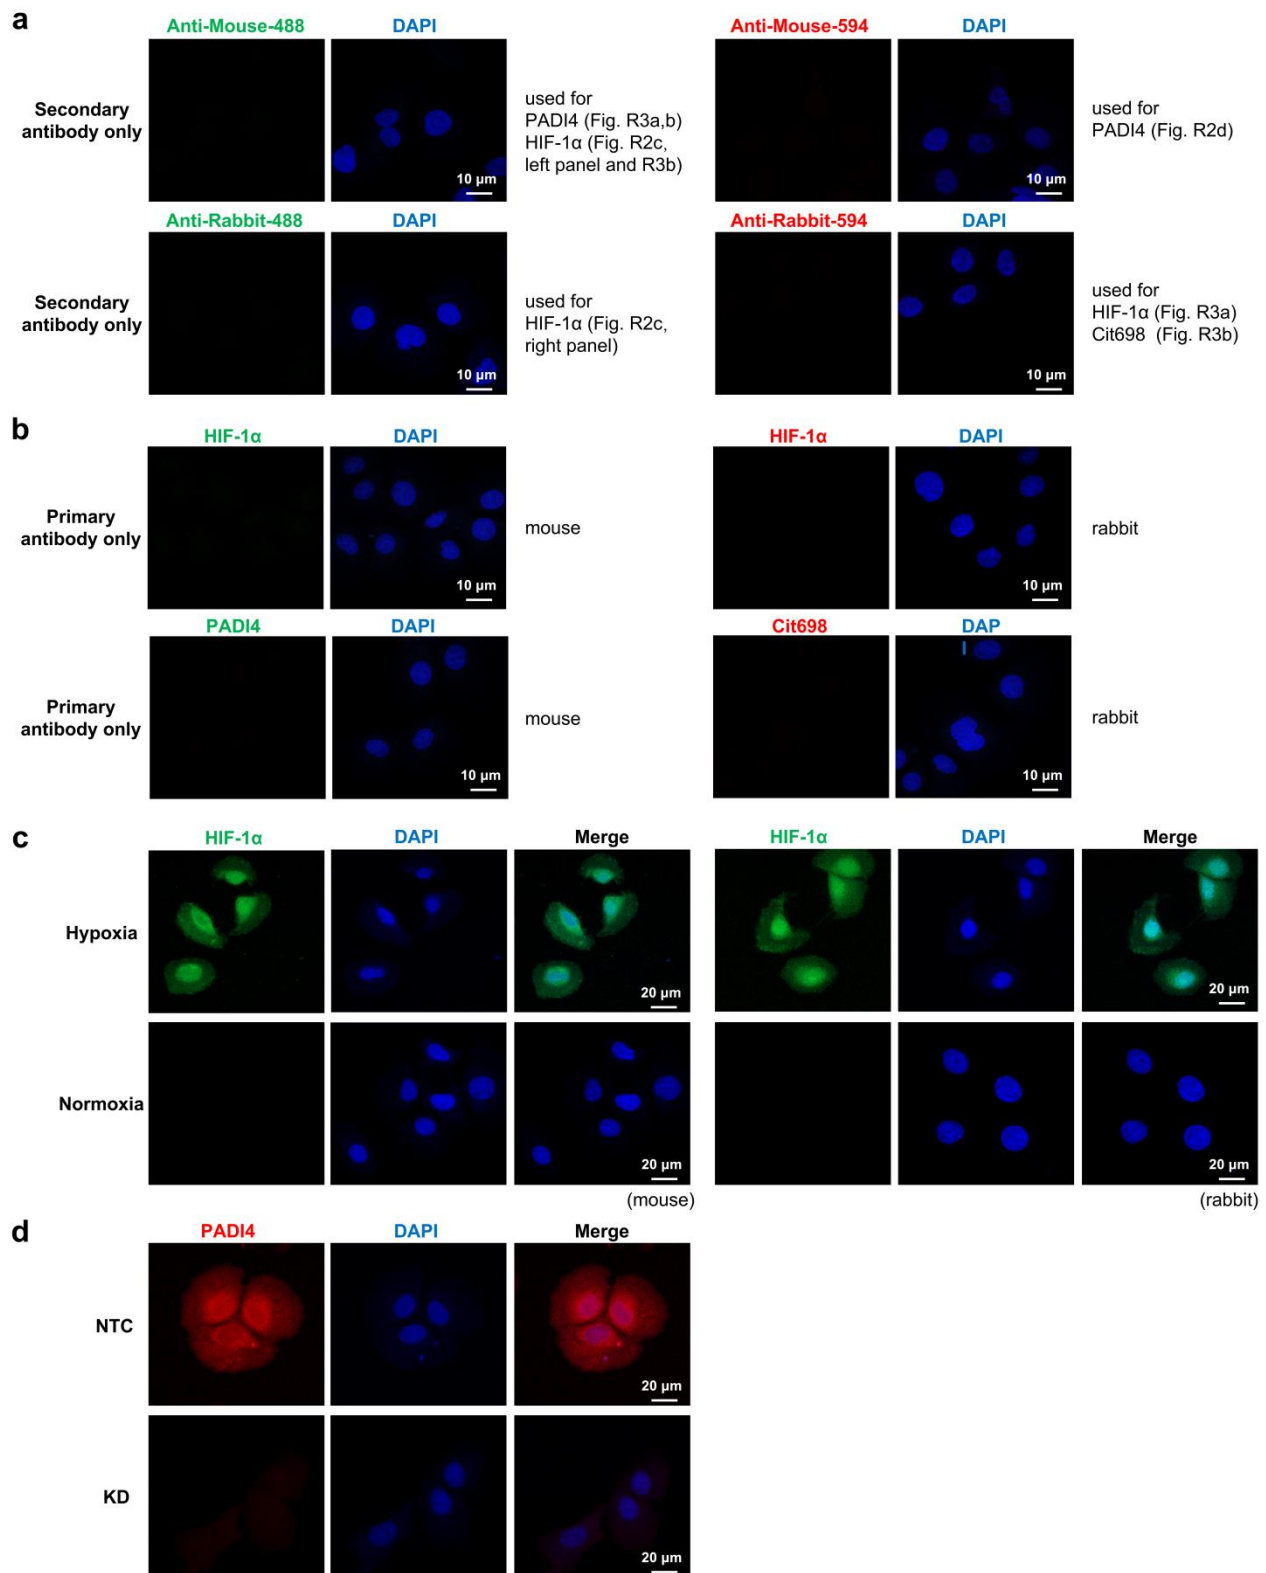 a
Anti-Mouse-488 DAPI Anti-Mouse-594 DAPI
Secondary
antibody only
used for
PADI4 (Fig. R3a,b)
HIF-1α (Fig. R2c,
left panel and R3b)
used for
PADI4 (Fig. R2d)
10 µm 10 µm
Anti-Rabbit-488 DAPI Anti-Rabbit-594 DAPI
Secondary
antibody only
used for
HIF-1α (Fig. R2c,
right panel)
used for
HIF-1α (Fig. R3a)
Cit698 (Fig. R3b)
10 µm 10 µm
b
HIF-1α DAPI HIF-1α DAPI
Primary
antibody only
mouse
rabbit
10 µm 10 µm
PADI4 DAPI Cit698 DAP
I
Primary
antibody only
mouse
rabbit
10 µm 10 µm
c
HIF-1α DAPI Merge HIF-1α DAPI Merge
Hypoxia
20 µm 20 µm
Normoxia
20 µm 20 µm
(mouse) (rabbit)
d
PADI4 DAPI Merge
NTC
20 µm
KD
20 µm